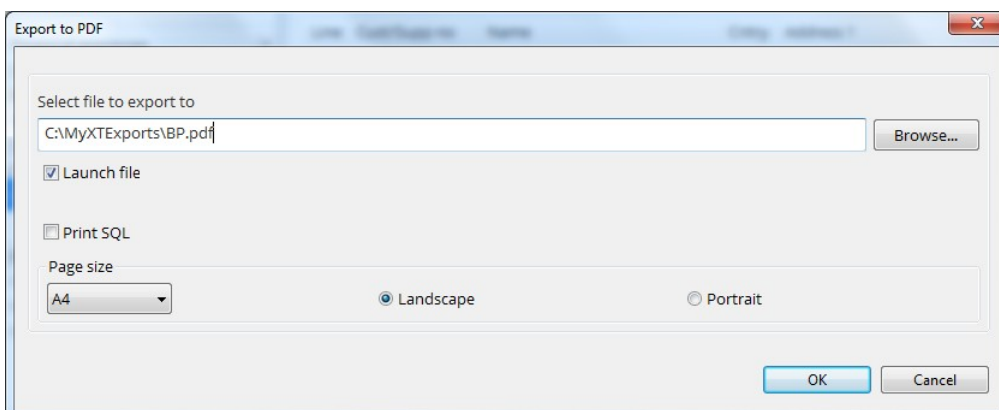 Export to PDF
Select file to export to
C:\MyXTExports\BP.pdf
Browse...
Launch file
Print SQL
Page size
A4
Landscape
Portrait
OK
Cancel